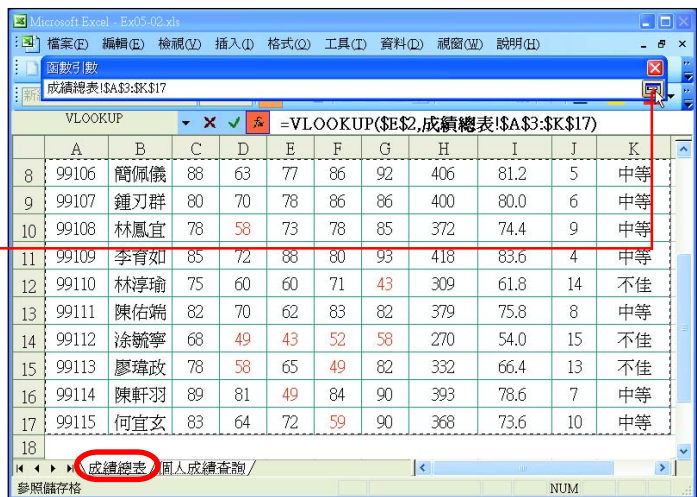 Microsoft Excel - Ex05-02.xls
檔案(F) 編輯(E) 檢視(V) 插入(I) 格式(O) 工具(T) 資料(D) 視窗(W) 說明(H)
函數引數
成績總表!$A$3:$K$17
VLOOKUP =VLOOKUP($E$2,成績總表!$A$3:$K$17)
A B C D E F G H I J K
8 99106 簡佩儀 88 63 77 86 92 406 81.2 5 中等
9 99107 鍾刃群 80 70 78 86 86 400 80.0 6 中等
10 99108 林鳳宜 78 58 73 78 85 372 74.4 9 中等
11 99109 李育如 85 72 88 80 93 418 83.6 4 中等
12 99110 林淳瑜 75 60 60 71 43 309 61.8 14 不佳
13 99111 陳佑端 82 70 62 83 82 379 75.8 8 中等
14 99112 涂毓寧 68 49 43 52 58 270 54.0 15 不佳
15 99113 廖瑋政 78 58 65 49 82 332 66.4 13 不佳
16 99114 陳軒羽 89 81 49 84 90 393 78.6 7 中等
17 99115 何宜玄 83 64 72 59 90 368 73.6 10 中等
18
成績總表 個人成績查詢
參照儲存格 NUM